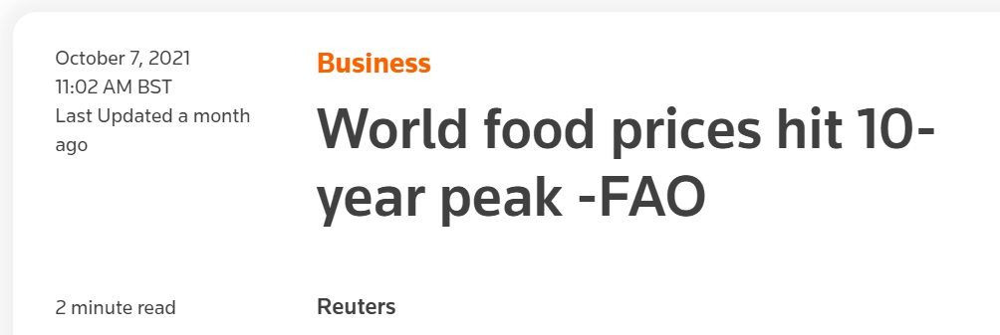 October 7, 2021
11:02 AM BST
Last Updated a month
ago
Business
World food prices hit 10-
year peak -FAO
2 minute read
Reuters